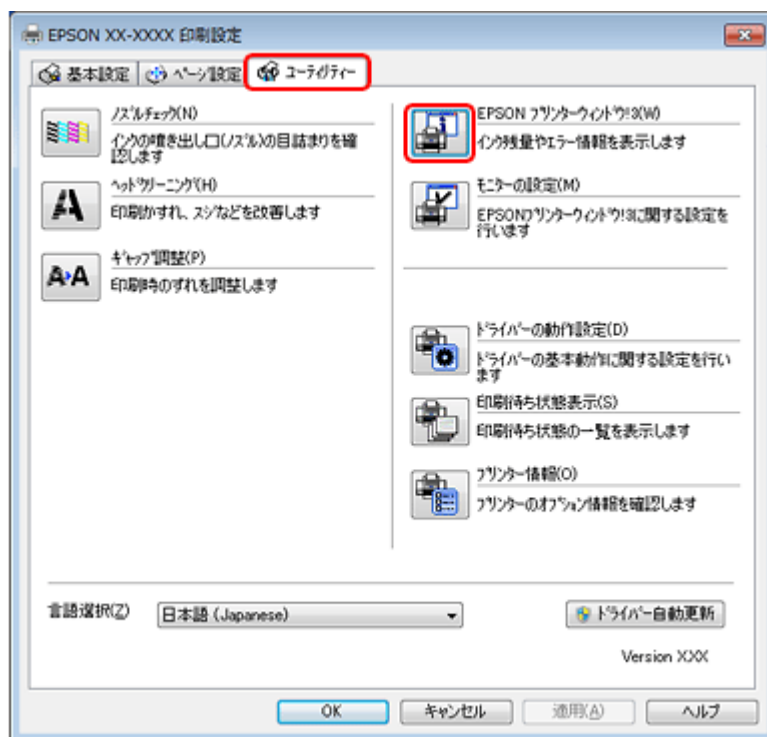 EPSON XX-XXXX 印刷設定
基本設定
ページ設定
ユーティリティー
ノズルチェック(N)
インクの噴き出し口(ノズル)の目詰まりを確
認します
ヘッドクリーニング(H)
印刷かすれ、スジなどを改善します
ギャップ調整(P)
印刷時のずれを調整します
EPSON プリンターウィンドウ!3(W)
インク残量やエラー情報を表示します
モニターの設定(M)
EPSONプリンターウィンドウ!3に関する設定を
行います
ドライバーの動作設定(D)
ドライバーの基本動作に関する設定を行い
ます
印刷待ち状態表示(S)
印刷待ち状態の一覧を表示します
プリンター情報(O)
プリンターのオプション情報を確認します
言語選択(Z)
日本語 (Japanese)
ドライバー自動更新
Version X.XX
OK
キャンセル
適用(A)
ヘルプ